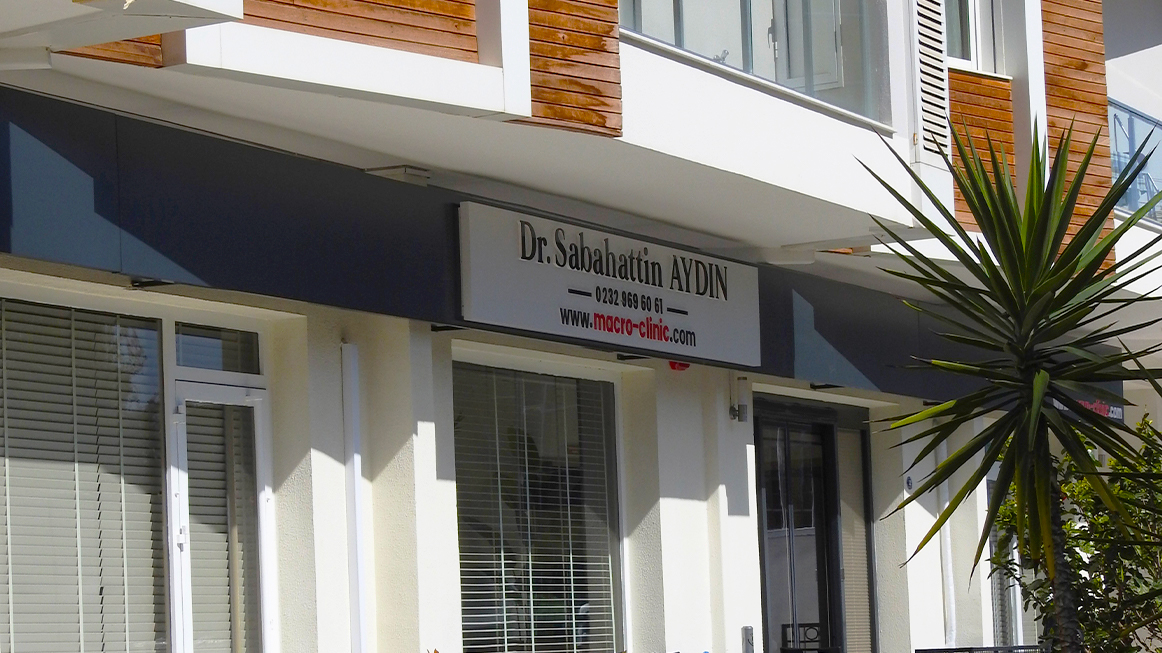 Dr. Sabahattin AYDIN
0232 969 60 61
www.macro-clinic.com